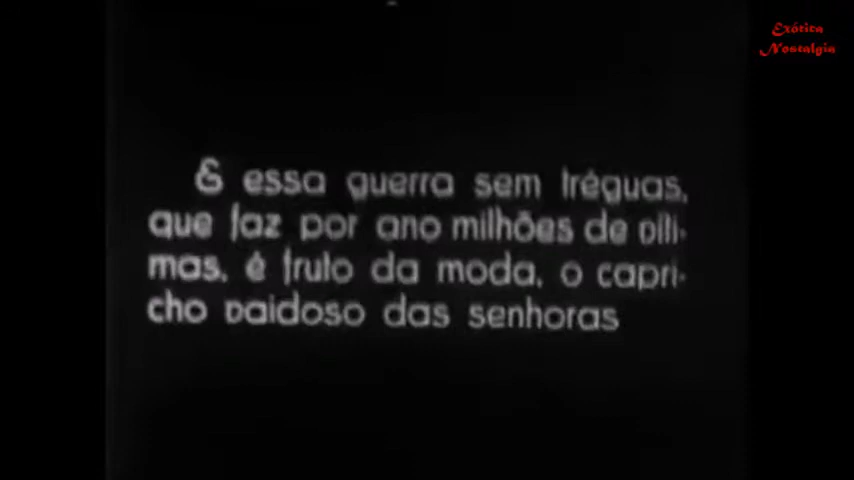 Exótica
Nostalgia
E essa guerra sem tréguas,
que faz por ano milhões de viti-
mas, é fruto da moda, o capri-
cho vaidoso das senhoras